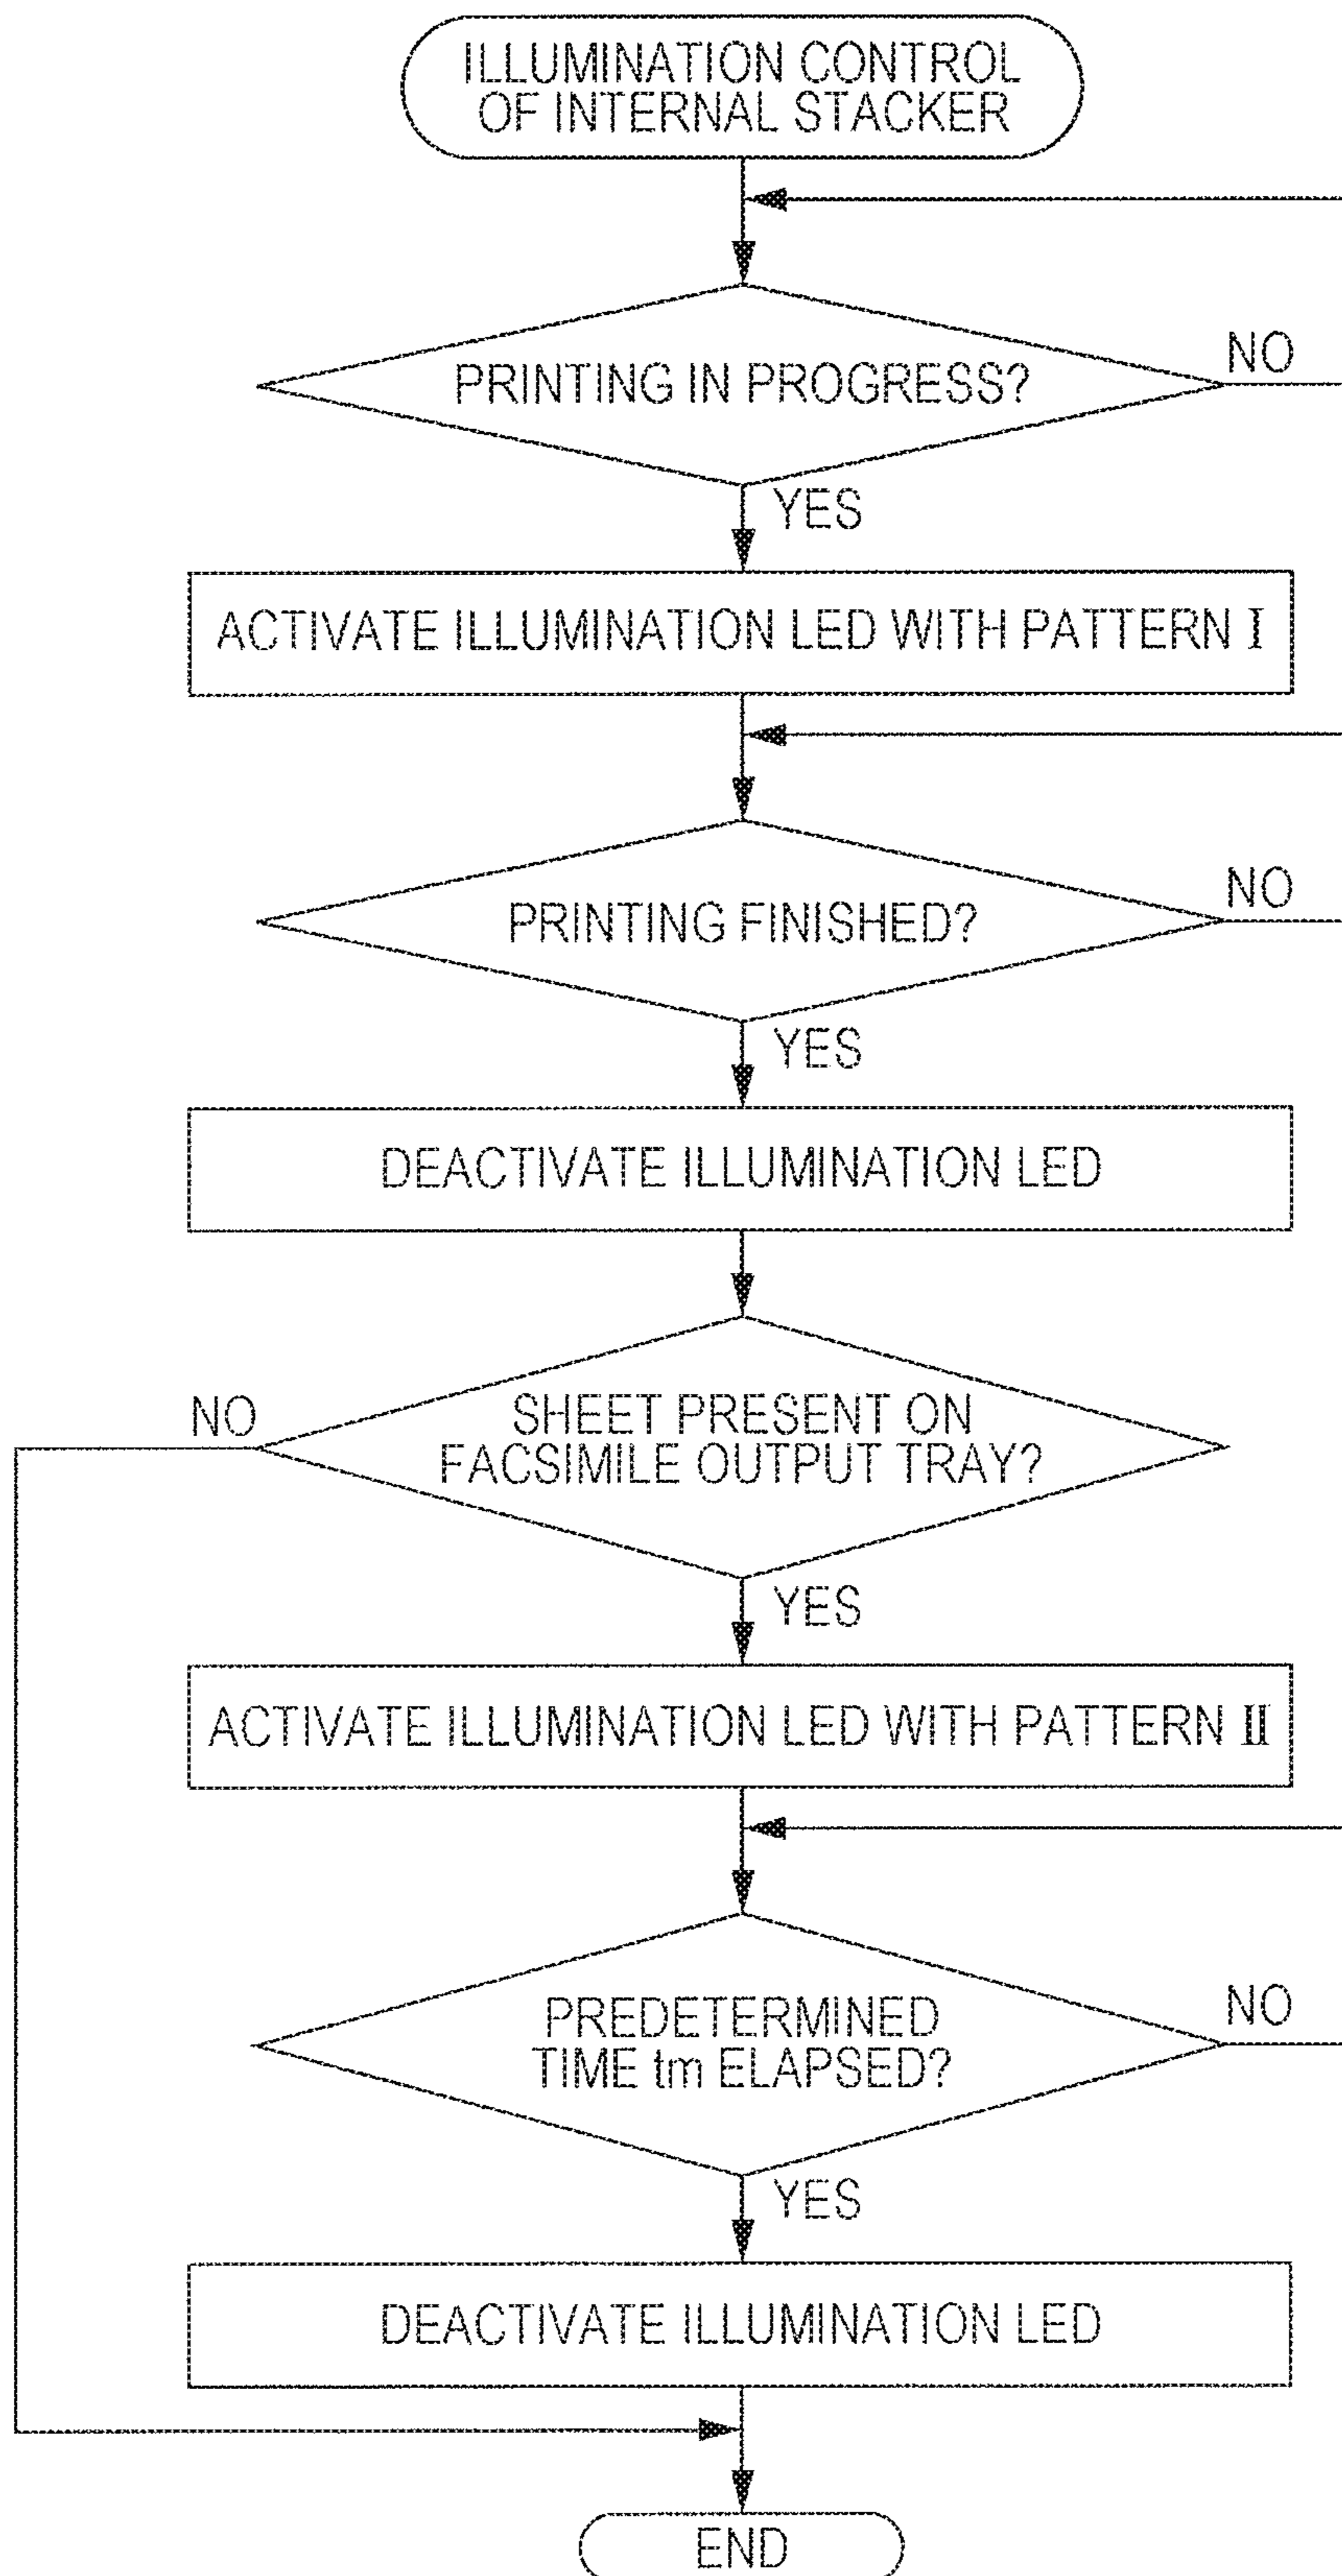 ILLUMINATION CONTROL
OF INTERNAL STACKER
PRINTING IN PROGRESS?
NO
YES
ACTIVATE ILLUMINATION LED WITH PATTERN I
PRINTING FINISHED?
NO
YES
DEACTIVATE ILLUMINATION LED
NO
SHEET PRESENT ON
FACSIMILE OUTPUT TRAY?
YES
ACTIVATE ILLUMINATION LED WITH PATTERN II
PREDETERMINED
TIME tm ELAPSED?
NO
YES
DEACTIVATE ILLUMINATION LED
END